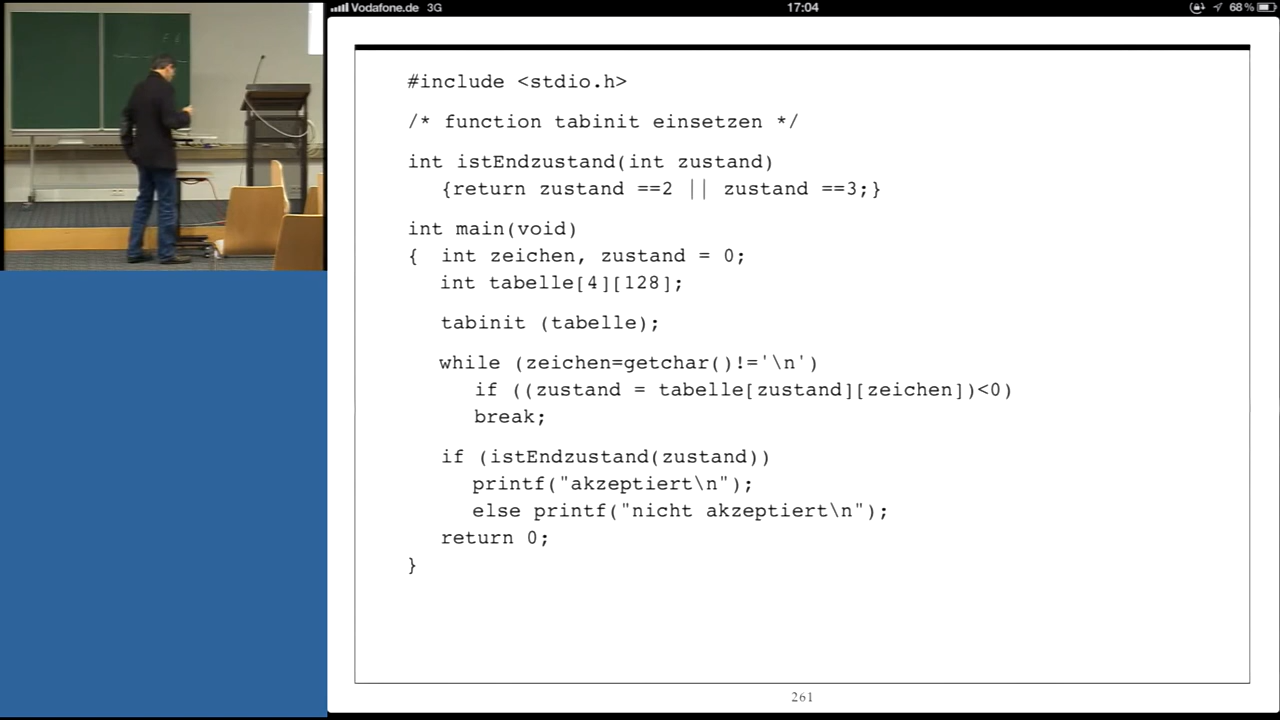 Vodafone.de 3G 17:04 68 %
#include <stdio.h>
/* function tabinit einsetzen */
int istEndzustand(int zustand)
{return zustand ==2 || zustand ==3;}
int main(void)
{ int zeichen, zustand = 0;
int tabelle[4][128];
tabinit (tabelle);
while (zeichen=getchar()!='\n')
if ((zustand = tabelle[zustand][zeichen])<0)
break;
if (istEndzustand(zustand))
printf("akzeptiert\n");
else printf("nicht akzeptiert\n");
return 0;
}
261